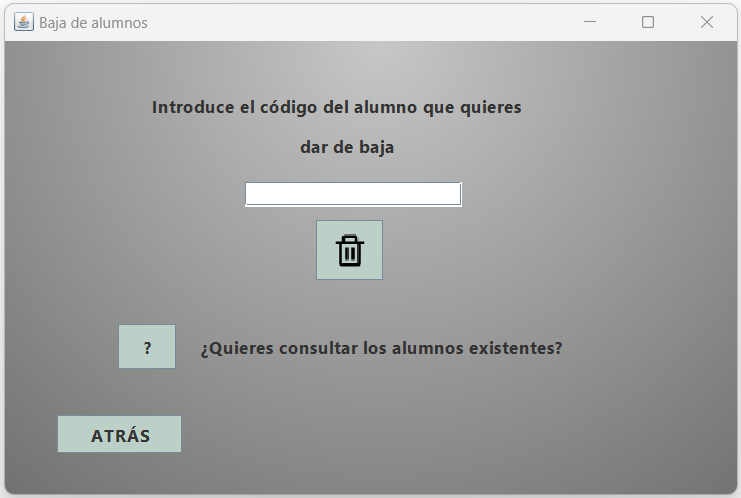 Baja de alumnos
Introduce el código del alumno que quieres
dar de baja
?
¿Quieres consultar los alumnos existentes?
ATRÁS